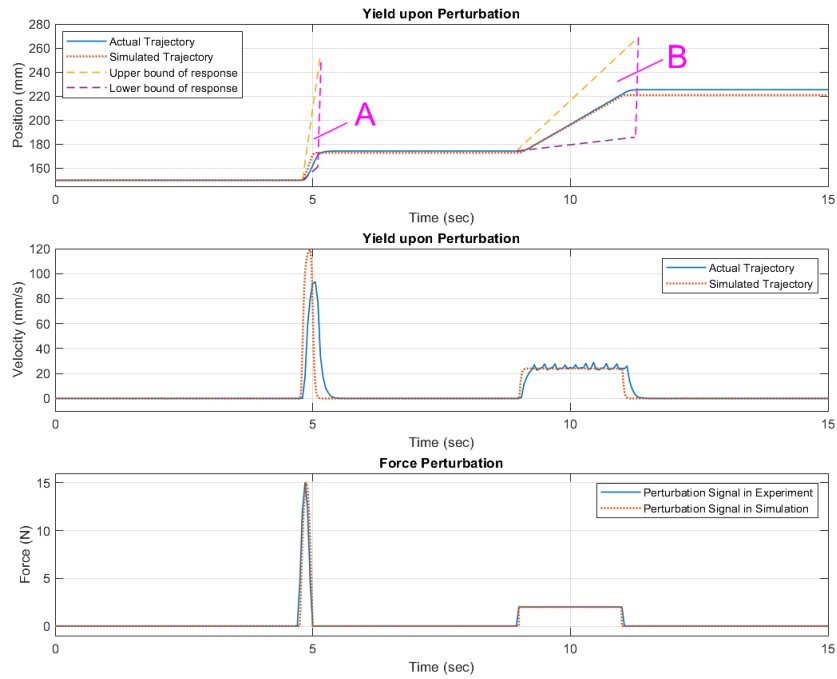 Yield upon Perturbation
280
260
240
220
200
180
160
Position (mm)
Actual Trajectory
Simulated Trajectory
Upper bound of response
Lower bound of response
A
B
0
5
10
15
Time (sec)
Yield upon Perturbation
120
100
80
60
40
20
0
Velocity (mm/s)
Actual Trajectory
Simulated Trajectory
0
5
10
15
Time (sec)
Force Perturbation
15
10
5
0
Force (N)
Perturbation Signal in Experiment
Perturbation Signal in Simulation
0
5
10
15
Time (sec)